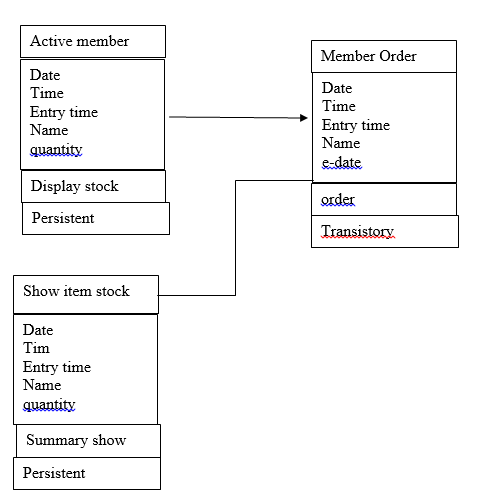 Active member
Date
Time
Entry time
Name
quantity
Display stock
Persistent
Member Order
Date
Time
Entry time
Name
e-date
order
Transistory
Show item stock
Date
Tim
Entry time
Name
quantity
Summary show
Persistent